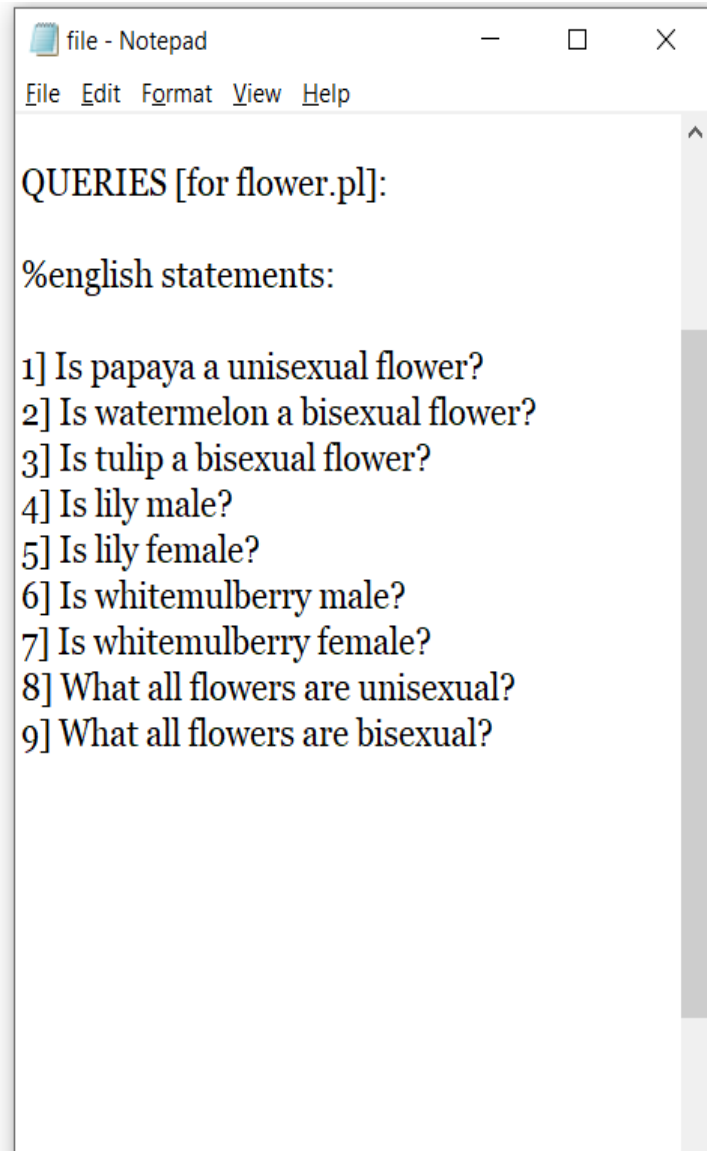 file - Notepad
File Edit Format View Help
QUERIES [for flower.pl]:
%english statements:
1] Is papaya a unisexual flower?
2] Is watermelon a bisexual flower?
3] Is tulip a bisexual flower?
4] Is lily male?
5] Is lily female?
6] Is whitemulberry male?
7] Is whitemulberry female?
8] What all flowers are unisexual?
9] What all flowers are bisexual?